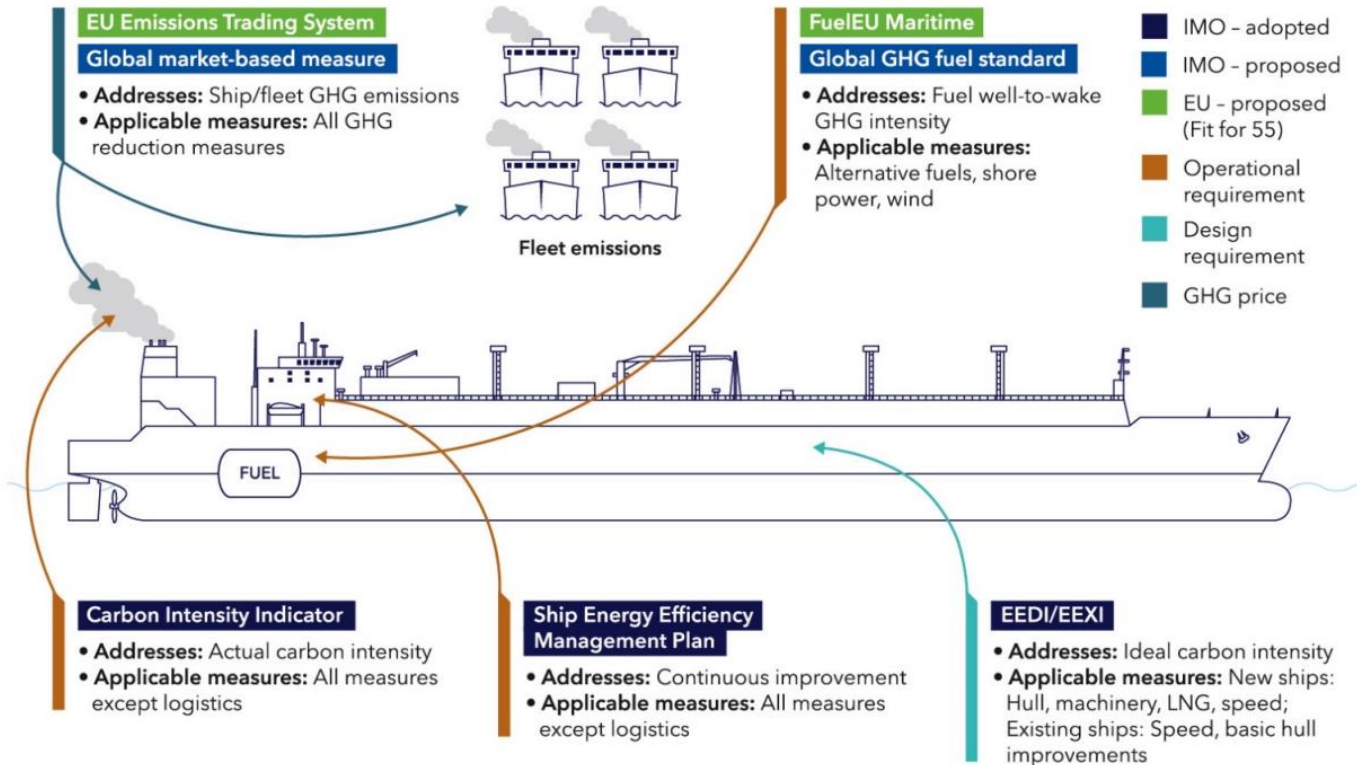 EU Emissions Trading System
Global market-based measure
• Addresses: Ship/fleet GHG emissions
• Applicable measures: All GHG
reduction measures
Fleet emissions
FuelEU Maritime
Global GHG fuel standard
• Addresses: Fuel well-to-wake
GHG intensity
• Applicable measures:
Alternative fuels, shore
power, wind
IMO – adopted
IMO – proposed
EU – proposed
(Fit for 55)
Operational
requirement
Design
requirement
GHG price
FUEL
Carbon Intensity Indicator
• Addresses: Actual carbon intensity
• Applicable measures: All measures
except logistics
Ship Energy Efficiency
Management Plan
• Addresses: Continuous improvement
• Applicable measures: All measures
except logistics
EEDI/EEXI
• Addresses: Ideal carbon intensity
• Applicable measures: New ships:
Hull, machinery, LNG, speed;
Existing ships: Speed, basic hull
improvements